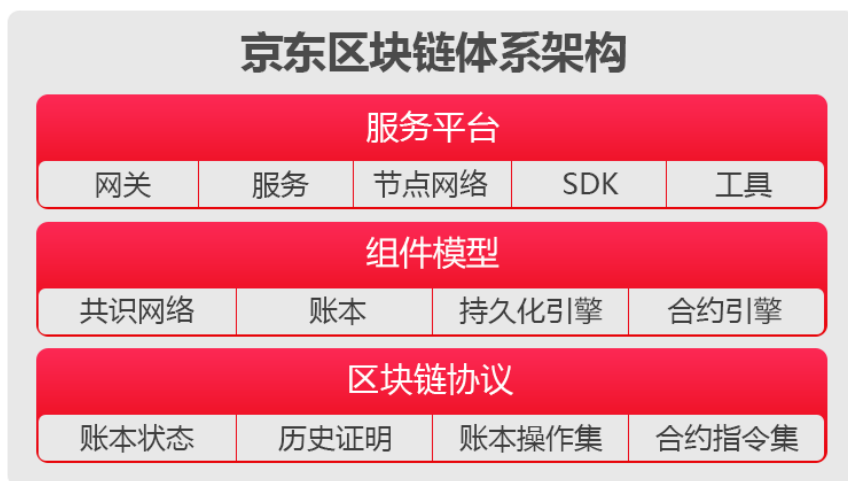 京东区块链体系架构
服务平台
网关 服务 节点网络 SDK 工具
组件模型
共识网络 账本 持久化引擎 合约引擎
区块链协议
账本状态 历史证明 账本操作集 合约指令集